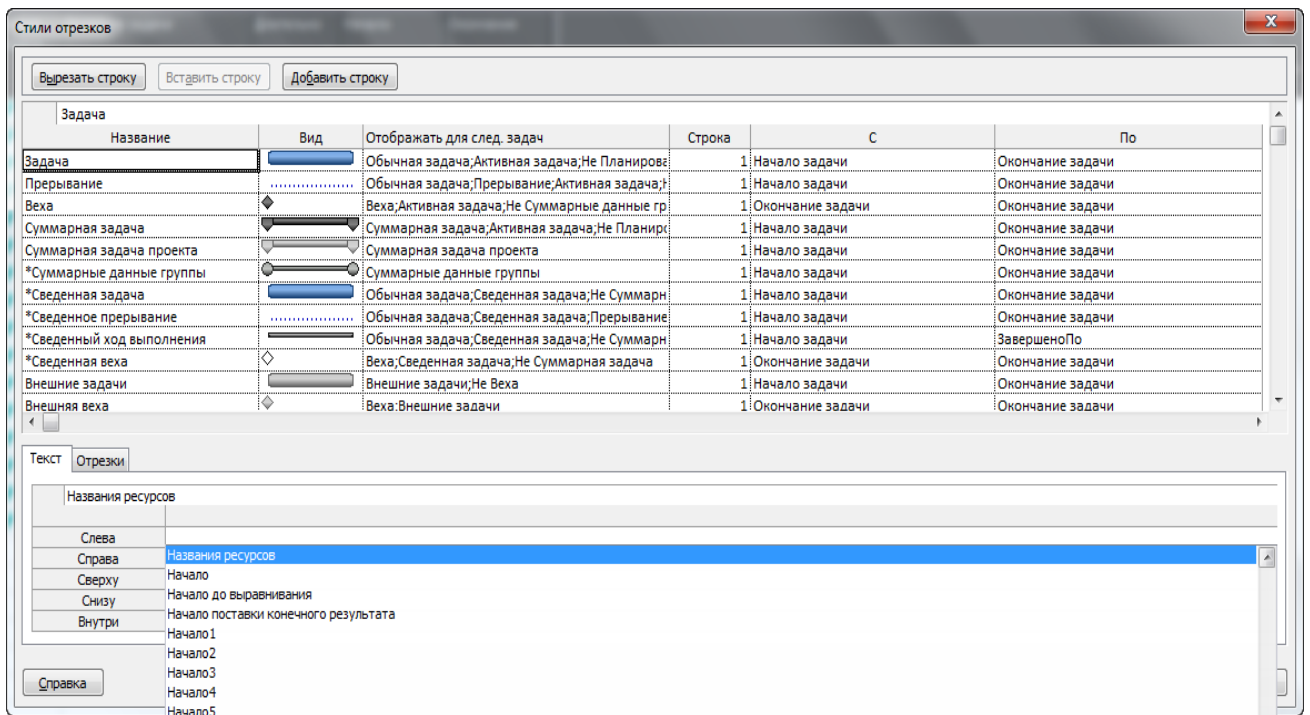 Стили отрезков
Вырезать строку Вставить строку Добавить строку
Задача
Название Вид Отображать для след. задач Строка С По
Задача Обычная задача;Активная задача;Не Планирова 1 Начало задачи Окончание задачи
Прерывание Обычная задача;Прерывание;Активная задача;Н 1 Начало задачи Окончание задачи
Веха Веха;Активная задача;Не Суммарные данные гр 1 Окончание задачи Окончание задачи
Суммарная задача Суммарная задача;Активная задача;Не Планиро 1 Начало задачи Окончание задачи
Суммарная задача проекта Суммарная задача проекта 1 Начало задачи Окончание задачи
*Суммарные данные группы Суммарные данные группы 1 Начало задачи Окончание задачи
*Сведенная задача Обычная задача;Сведенная задача;Не Суммарн 1 Начало задачи Окончание задачи
*Сведенное прерывание Обычная задача;Сведенная задача;Прерывание 1 Начало задачи Окончание задачи
*Сведенный ход выполнения Обычная задача;Сведенная задача;Не Суммарн 1 Начало задачи ЗавершеноПо
*Сведенная веха Веха;Сведенная задача;Не Суммарная задача 1 Окончание задачи Окончание задачи
Внешние задачи Внешние задачи;Не Веха 1 Начало задачи Окончание задачи
Внешняя веха Веха;Внешние задачи 1 Окончание задачи Окончание задачи
Текст Отрезки
Названия ресурсов
Слева
Справа Названия ресурсов
Сверху Начало
Начало до выравнивания
Снизу Начало поставки конечного результата
Внутри Начало1
Начало2
Начало3
Справка Начало4
Начало5